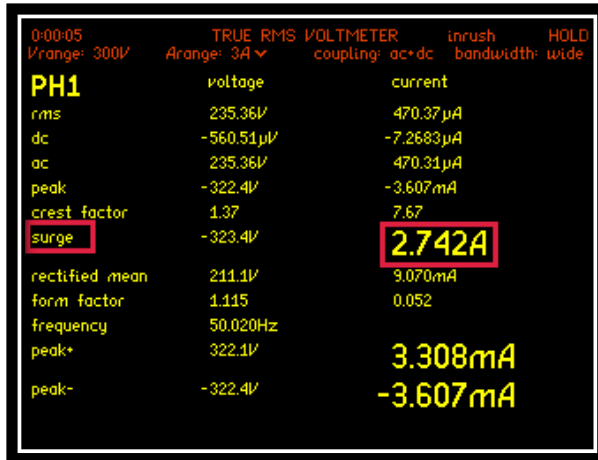 0:00:05 TRUE RMS VOLTMETER inrush HOLD
Vrange: 300V Arange: 3A coupling: ac+dc bandwidth: wide
PH1 voltage current
rms 235.36V 470.37µA
dc -560.51µV -7.2683µA
ac 235.36V 470.31µA
peak -322.4V -3.607mA
crest factor 1.37 7.67
surge -323.4V 2.742A
rectified mean 211.1V 9.070mA
form factor 1.115 0.052
frequency 50.020Hz
peak+ 322.1V 3.308mA
peak- -322.4V -3.607mA